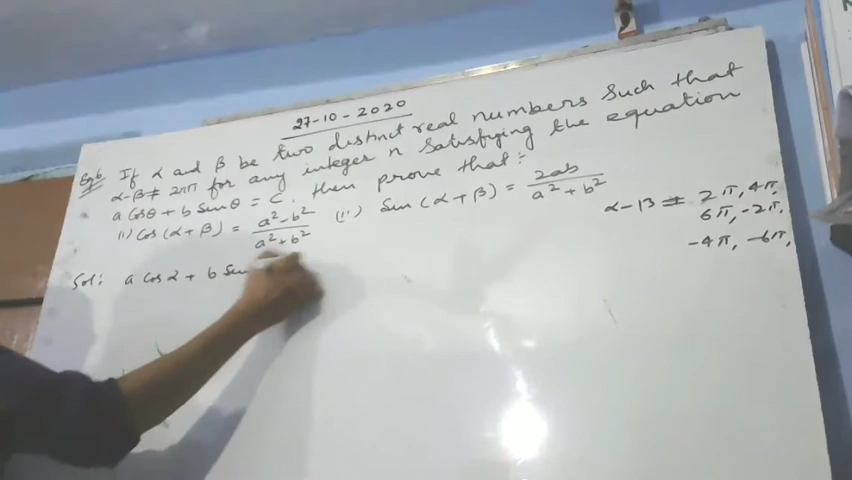 27-10-2020
Eg6 If α and β be two distinct real numbers such that
α-β ≠ 2nπ for any integer n satisfying the equation
a Cosθ + b Sinθ = C. then prove that:
(i) Cos(α+β) = a²-b²/a²+b² (ii) Sin(α+β) = 2ab/a²+b²
α-β ≠ 2π, 4π,
6π, -2π,
-4π, -6π,
Sol: a Cosα + b Sin